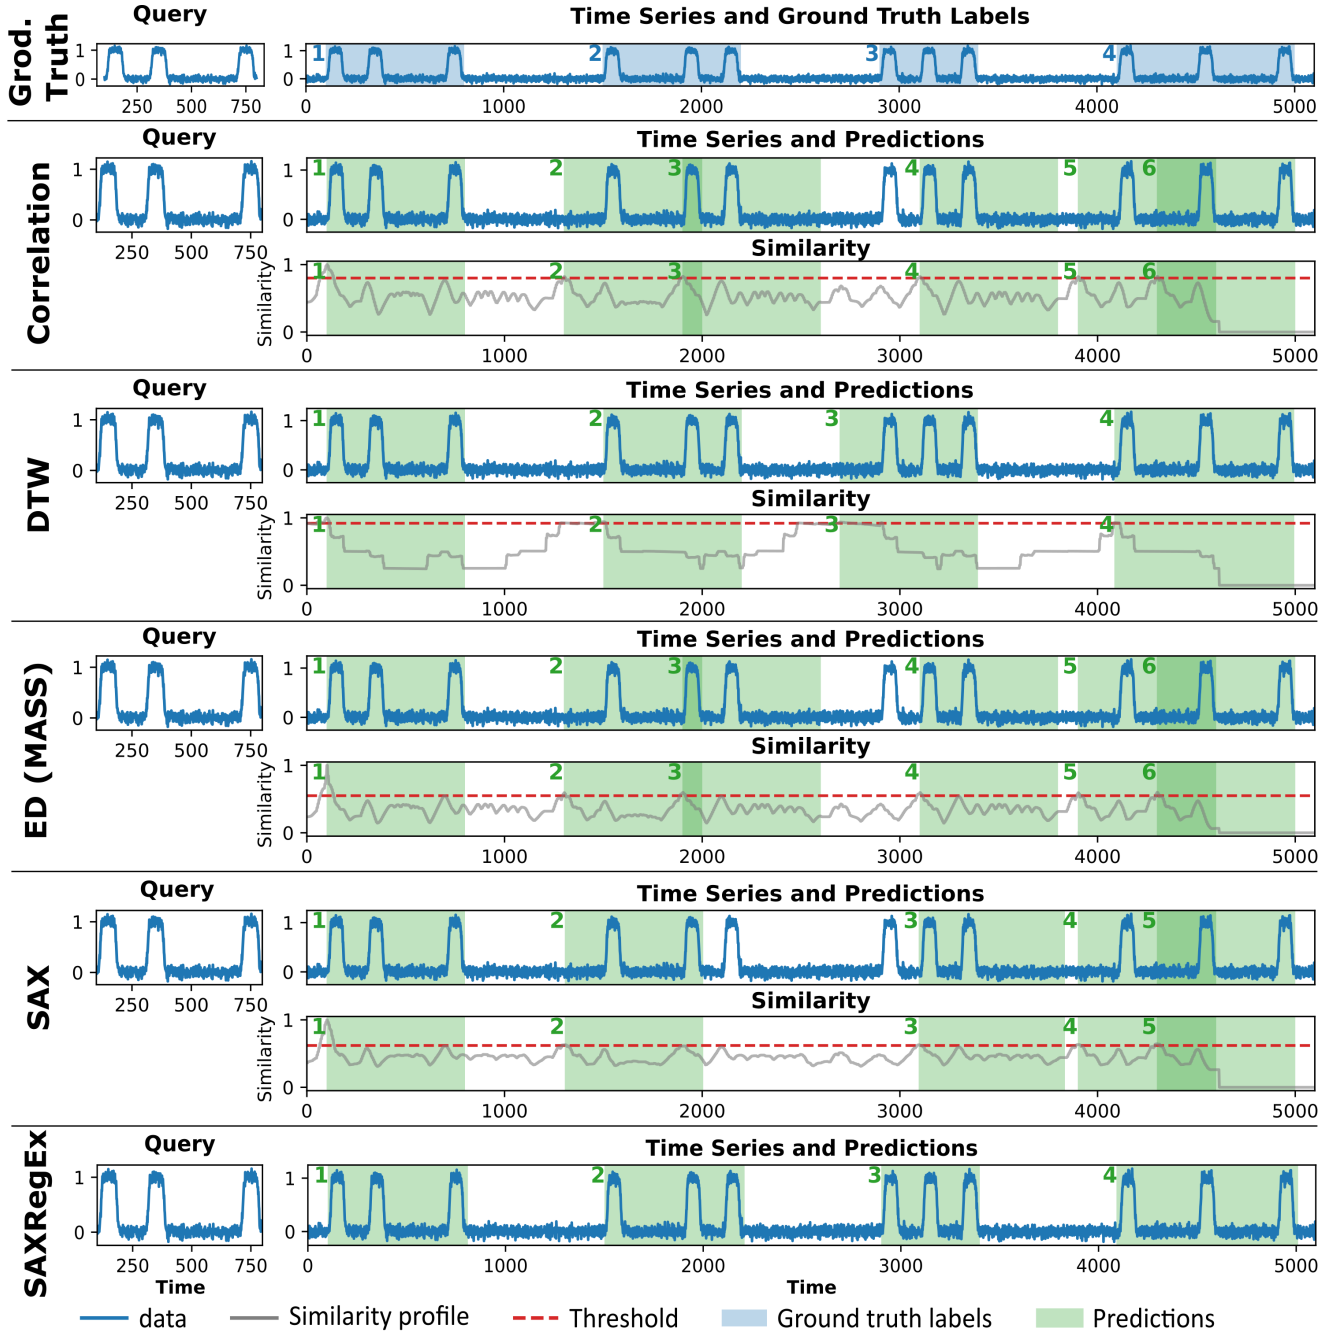 Grod. Truth
Query
Time Series and Ground Truth Labels
1 2 3 4
1
0
250 500 750
1
0
0 1000 2000 3000 4000 5000
Correlation
Query
Time Series and Predictions
1
0
250 500 750
1 2 3 4 5 6
1
0
Similarity
Similarity
1 2 3 4 5 6
1
0
0 1000 2000 3000 4000 5000
DTW
Query
Time Series and Predictions
1
0
250 500 750
1 2 3 4
1
0
Similarity
Similarity
1 2 3 4
1
0
0 1000 2000 3000 4000 5000
ED (MASS)
Query
Time Series and Predictions
1
0
250 500 750
1 2 3 4 5 6
1
0
Similarity
Similarity
1 2 3 4 5 6
1
0
0 1000 2000 3000 4000 5000
SAX
Query
Time Series and Predictions
1
0
250 500 750
1 2 3 4 5
1
0
Similarity
Similarity
1 2 3 4 5
1
0
0 1000 2000 3000 4000 5000
SAXRegEx
Query
Time Series and Predictions
1
0
250 500 750
Time
1 2 3 4
1
0
0 1000 2000 3000 4000 5000
Time
data Similarity profile Threshold Ground truth labels Predictions